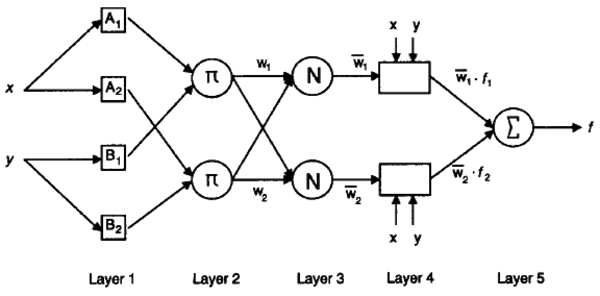 A₁
x y
w₁ w̅₁
x A₂ π N w̅₁ · f₁
Σ f
y B₁
π N w̅₂ · f₂
w₂ w̅₂
B₂
x y
Layer 1 Layer 2 Layer 3 Layer 4 Layer 5